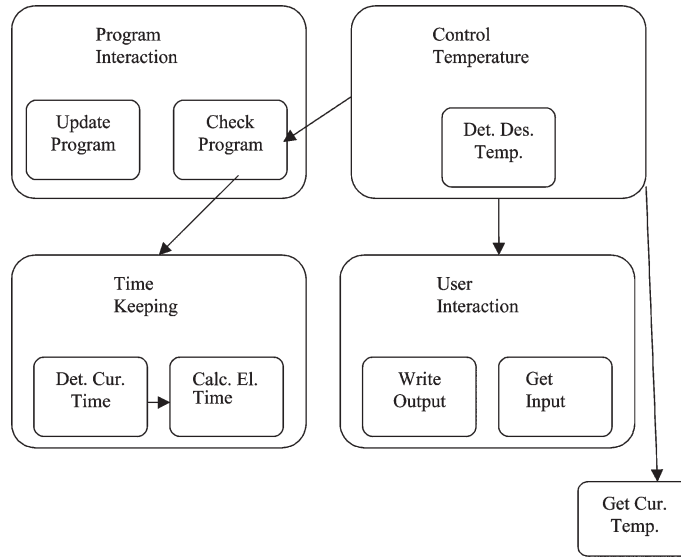 Program
Interaction
Control
Temperature
Update
Program
Check
Program
Det. Des.
Temp.
Time
Keeping
User
Interaction
Det. Cur.
Time
Calc. El.
Time
Write
Output
Get
Input
Get Cur.
Temp.